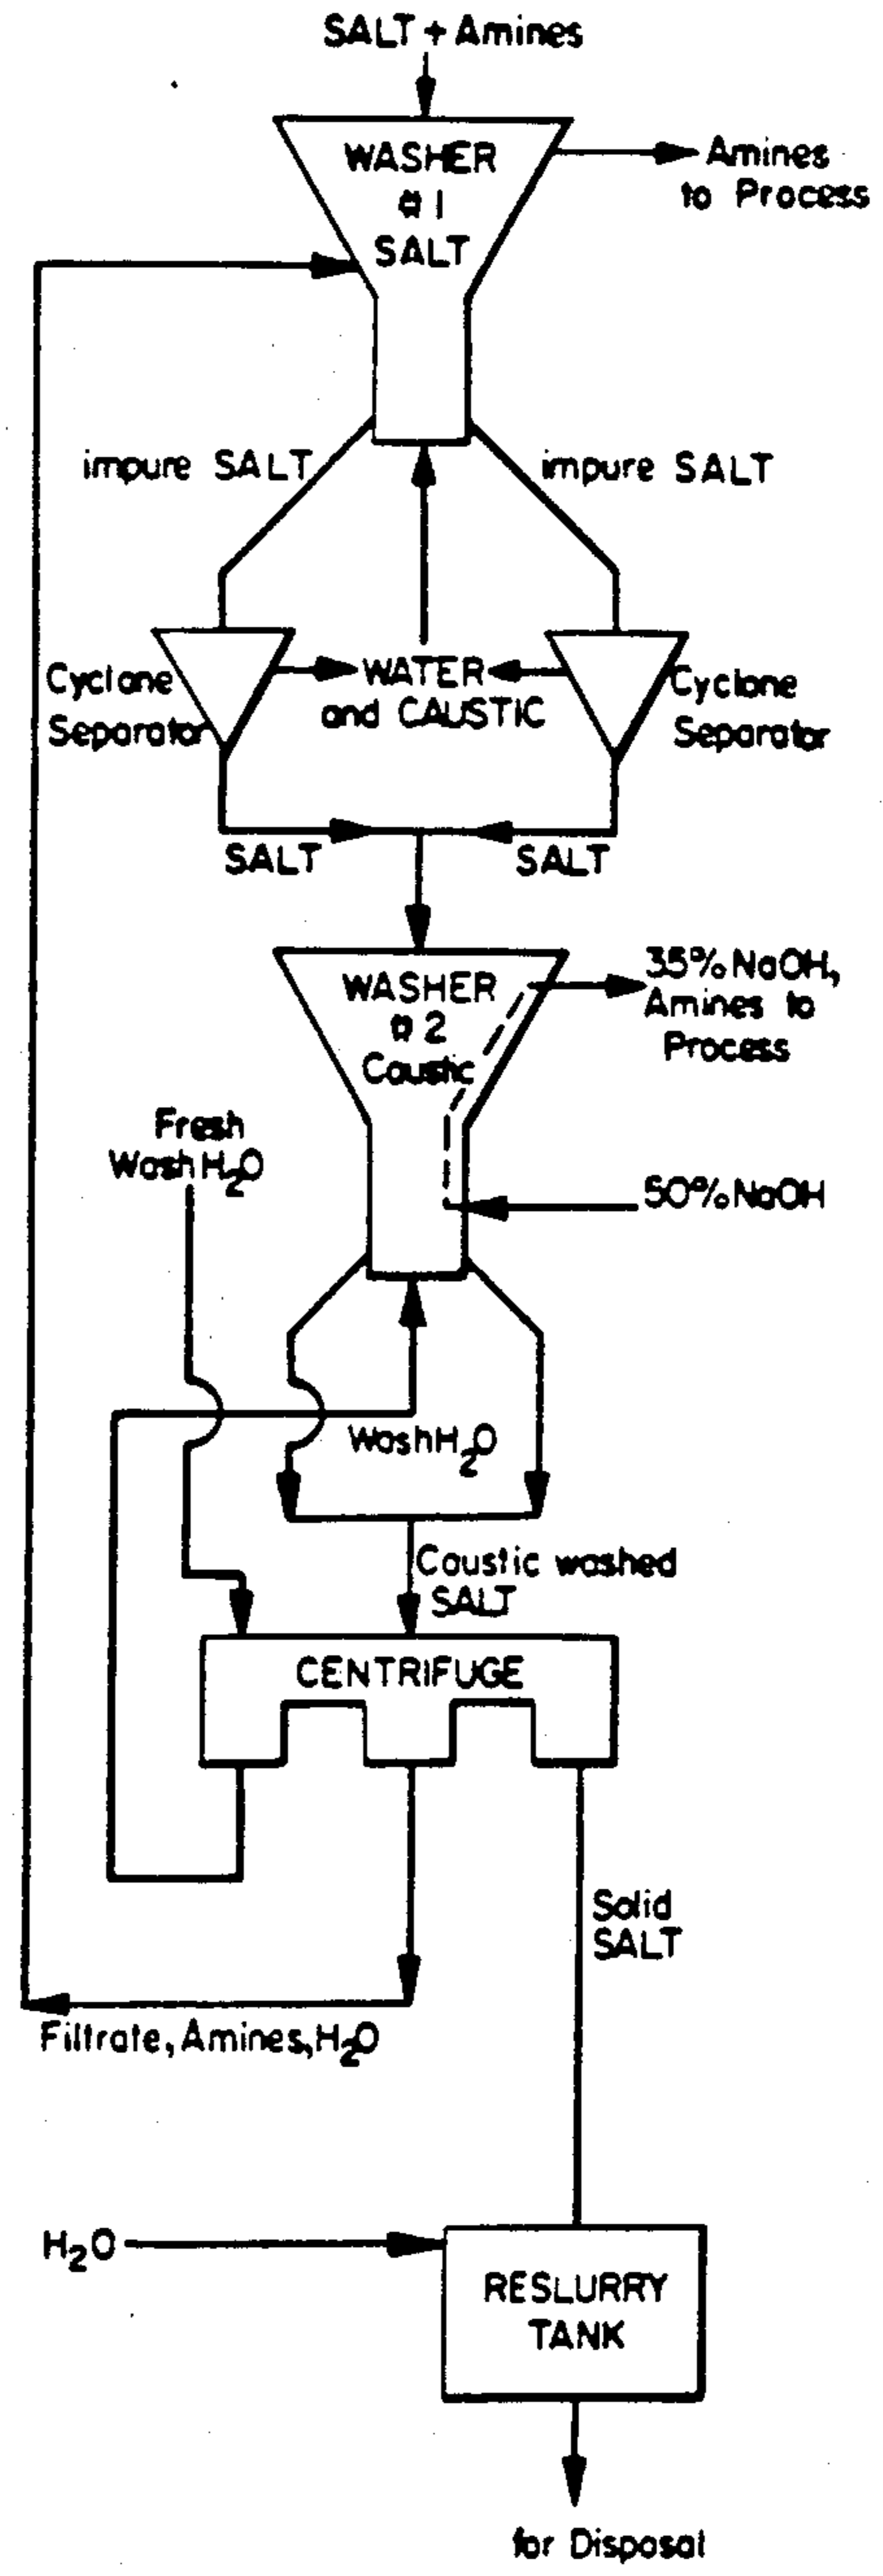 SALT + Amines
WASHER
#1
SALT
Amines
to Process
impure SALT
impure SALT
Cyclone
Separator
WATER
and CAUSTIC
Cyclone
Separator
SALT
SALT
WASHER
#2
Caustic
35% NaOH,
Amines to
Process
Fresh
Wash H2O
50% NaOH
Wash H2O
Caustic washed
SALT
CENTRIFUGE
Solid
SALT
Filtrate, Amines, H2O
H2O
RESLURRY
TANK
for Disposal